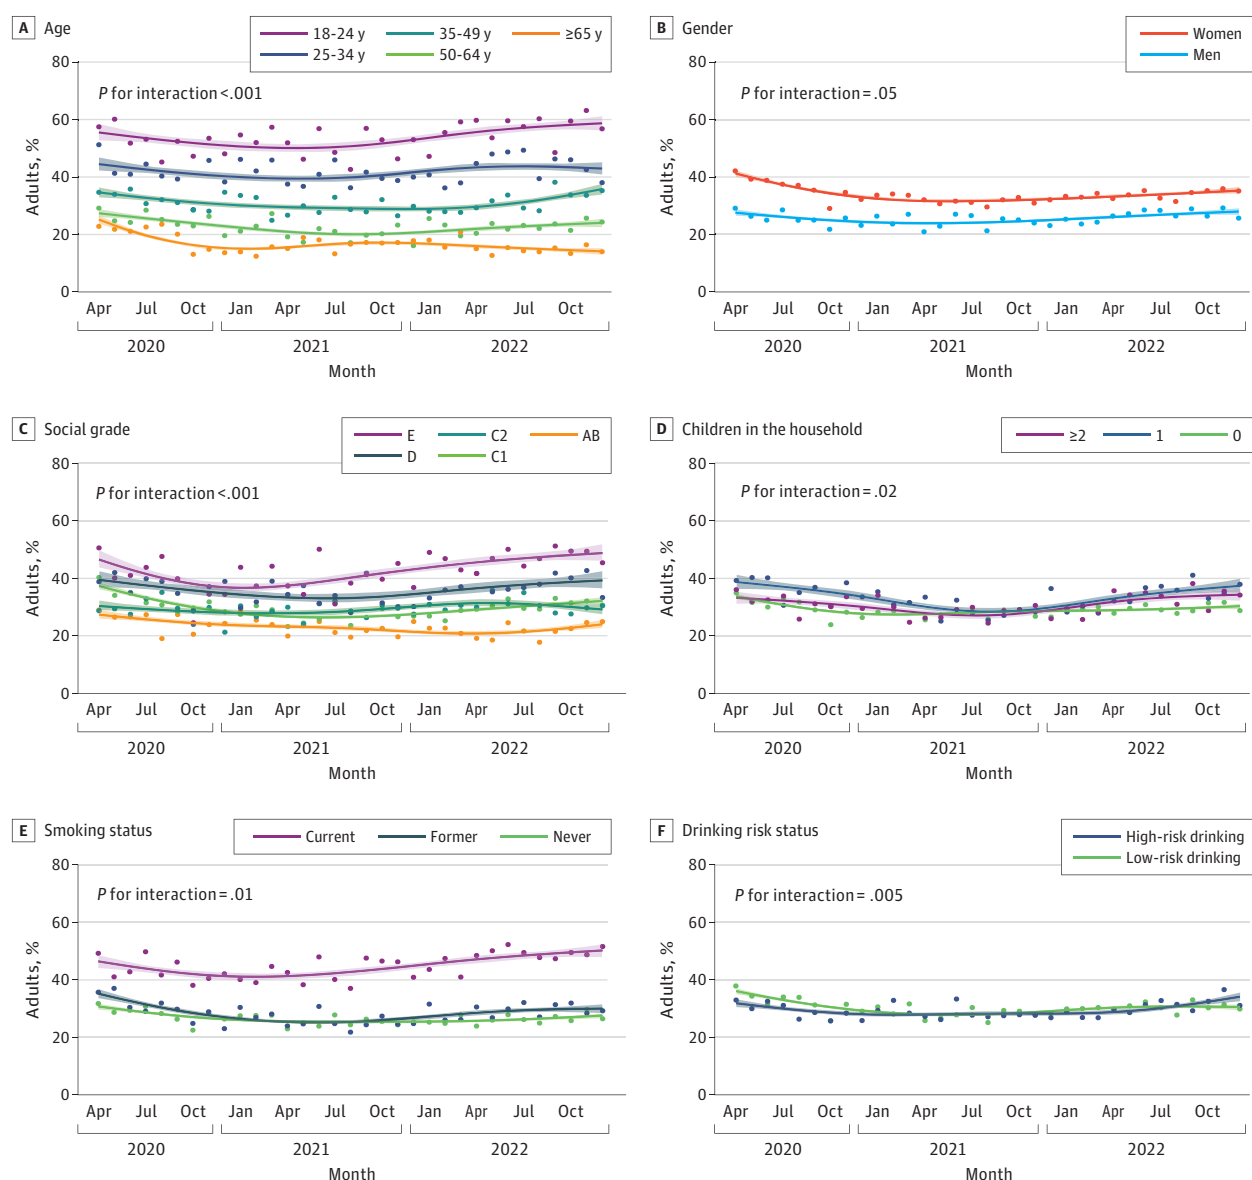 A Age
18-24 y 35-49 y ≥65 y
25-34 y 50-64 y
80
60
40
20
0
Adults, %
P for interaction <.001
Apr Jul Oct Jan Apr Jul Oct Jan Apr Jul Oct
2020 2021 2022
Month
B Gender
Women
Men
80
60
40
20
0
Adults, %
P for interaction = .05
Apr Jul Oct Jan Apr Jul Oct Jan Apr Jul Oct
2020 2021 2022
Month
C Social grade
E C2 AB
D C1
80
60
40
20
0
Adults, %
P for interaction <.001
Apr Jul Oct Jan Apr Jul Oct Jan Apr Jul Oct
2020 2021 2022
Month
D Children in the household
≥2 1 0
80
60
40
20
0
Adults, %
P for interaction = .02
Apr Jul Oct Jan Apr Jul Oct Jan Apr Jul Oct
2020 2021 2022
Month
E Smoking status
Current Former Never
80
60
40
20
0
Adults, %
P for interaction = .01
Apr Jul Oct Jan Apr Jul Oct Jan Apr Jul Oct
2020 2021 2022
Month
F Drinking risk status
High-risk drinking
Low-risk drinking
80
60
40
20
0
Adults, %
P for interaction = .005
Apr Jul Oct Jan Apr Jul Oct Jan Apr Jul Oct
2020 2021 2022
Month